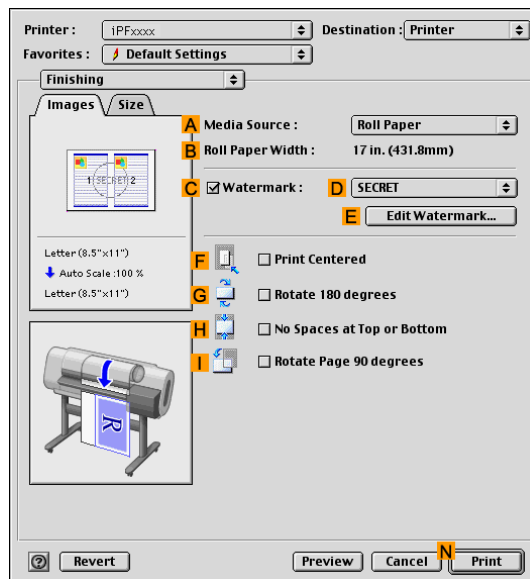 Printer : iPFxxxx Destination : Printer
Favorites : Default Settings
Finishing
Images Size
A Media Source : Roll Paper
B Roll Paper Width : 17 in. (431.8mm)
1 SECRET 2
C Watermark : D SECRET
E Edit Watermark...
Letter (8.5"x11")
F Print Centered
Auto Scale :100 %
Letter (8.5"x11")
G Rotate 180 degrees
H No Spaces at Top or Bottom
I Rotate Page 90 degrees
R
N
? Revert Preview Cancel Print